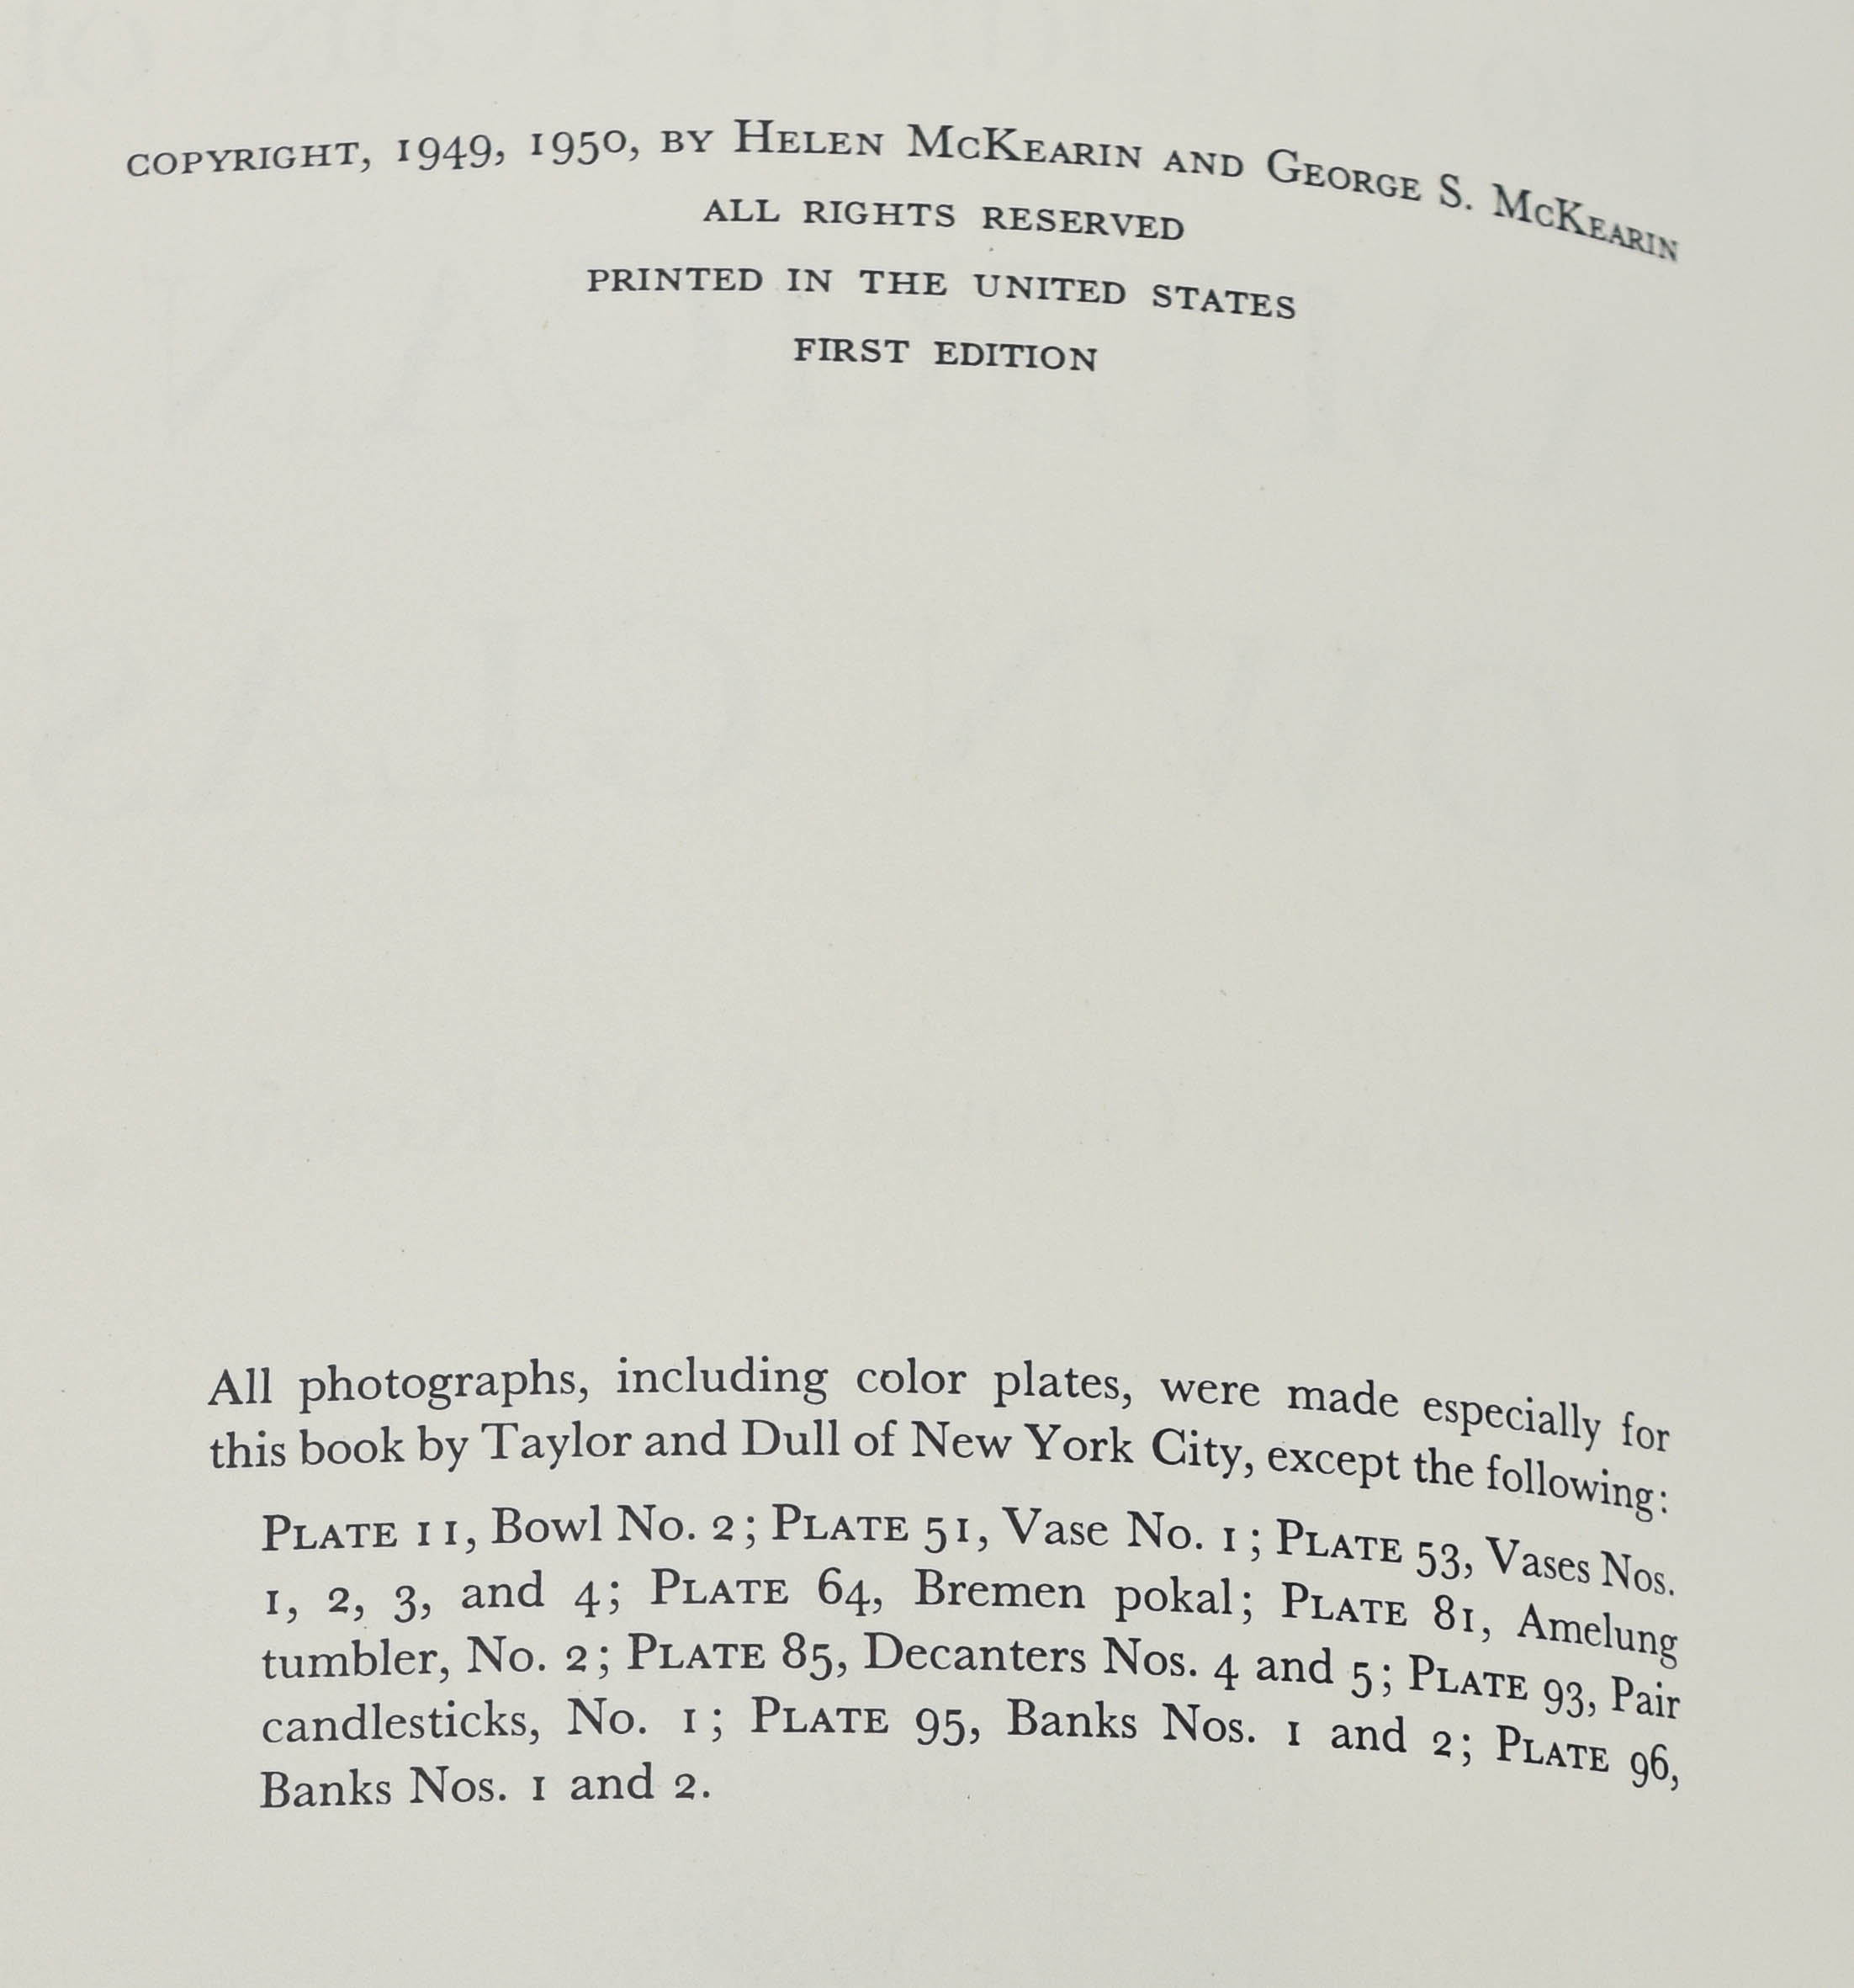 COPYRIGHT, 1949, 1950, BY HELEN MCKEARIN AND GEORGE S. MCKEARIN
ALL RIGHTS RESERVED
PRINTED IN THE UNITED STATES
FIRST EDITION
All photographs, including color plates, were made especially for
this book by Taylor and Dull of New York City, except the following:
PLATE 11, Bowl No. 2; PLATE 51, Vase No. 1; PLATE 53, Vases Nos.
1, 2, 3, and 4; PLATE 64, Bremen pokal; PLATE 81, Amelung
tumbler, No. 2; PLATE 85, Decanters Nos. 4 and 5; PLATE 93, Pair
candlesticks, No. 1; PLATE 95, Banks Nos. 1 and 2; PLATE 96,
Banks Nos. 1 and 2.